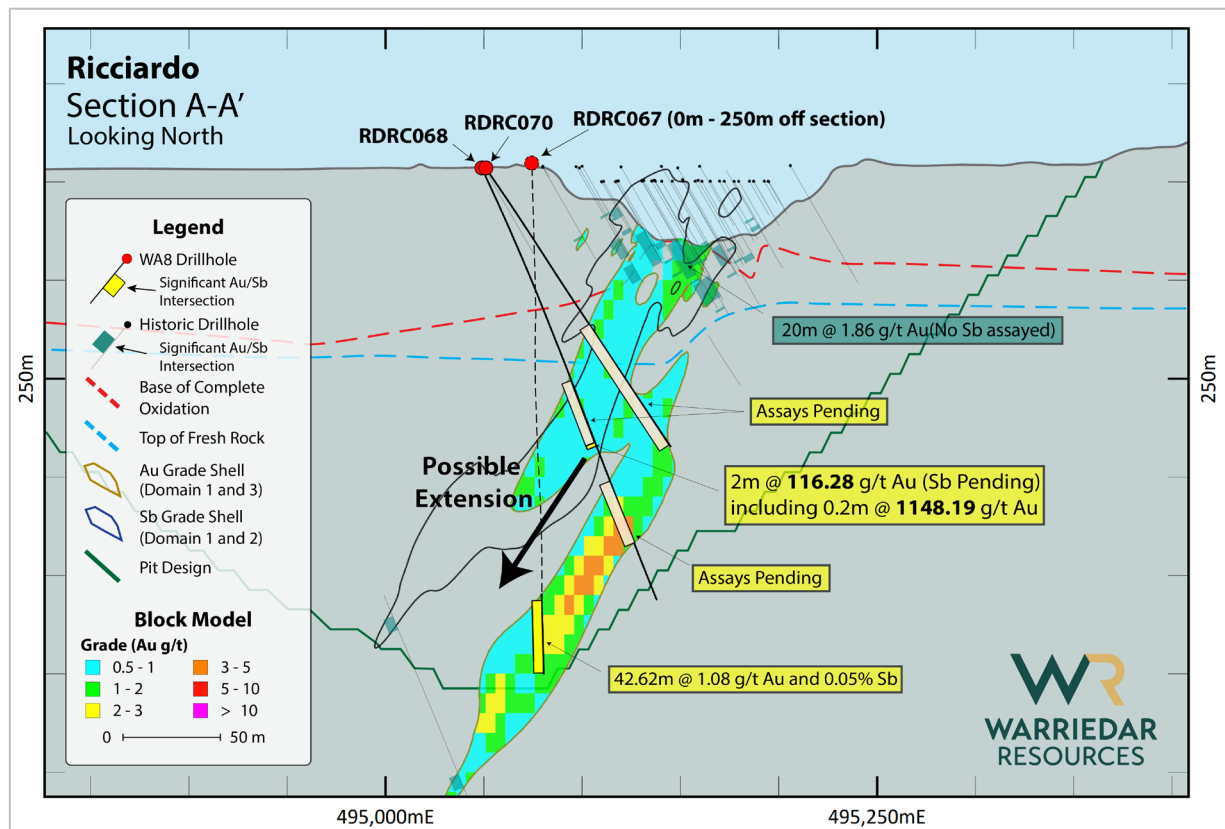 Ricciardo
Section A-A’
Looking North
RDRC068
RDRC070
RDRC067 (0m - 250m off section)
Legend
WA8 Drillhole
Significant Au/Sb
Intersection
Historic Drillhole
Significant Au/Sb
Intersection
Base of Complete
Oxidation
Top of Fresh Rock
Au Grade Shell
(Domain 1 and 3)
Sb Grade Shell
(Domain 1 and 2)
Pit Design
Block Model
Grade (Au g/t)
0.5 - 1
3 - 5
1 - 2
5 - 10
2 - 3
> 10
0
50 m
250m
250m
20m @ 1.86 g/t Au(No Sb assayed)
Assays Pending
Possible
Extension
2m @ 116.28 g/t Au (Sb Pending)
including 0.2m @ 1148.19 g/t Au
Assays Pending
42.62m @ 1.08 g/t Au and 0.05% Sb
WR
WARRIEDAR
RESOURCES
495,000mE
495,250mE